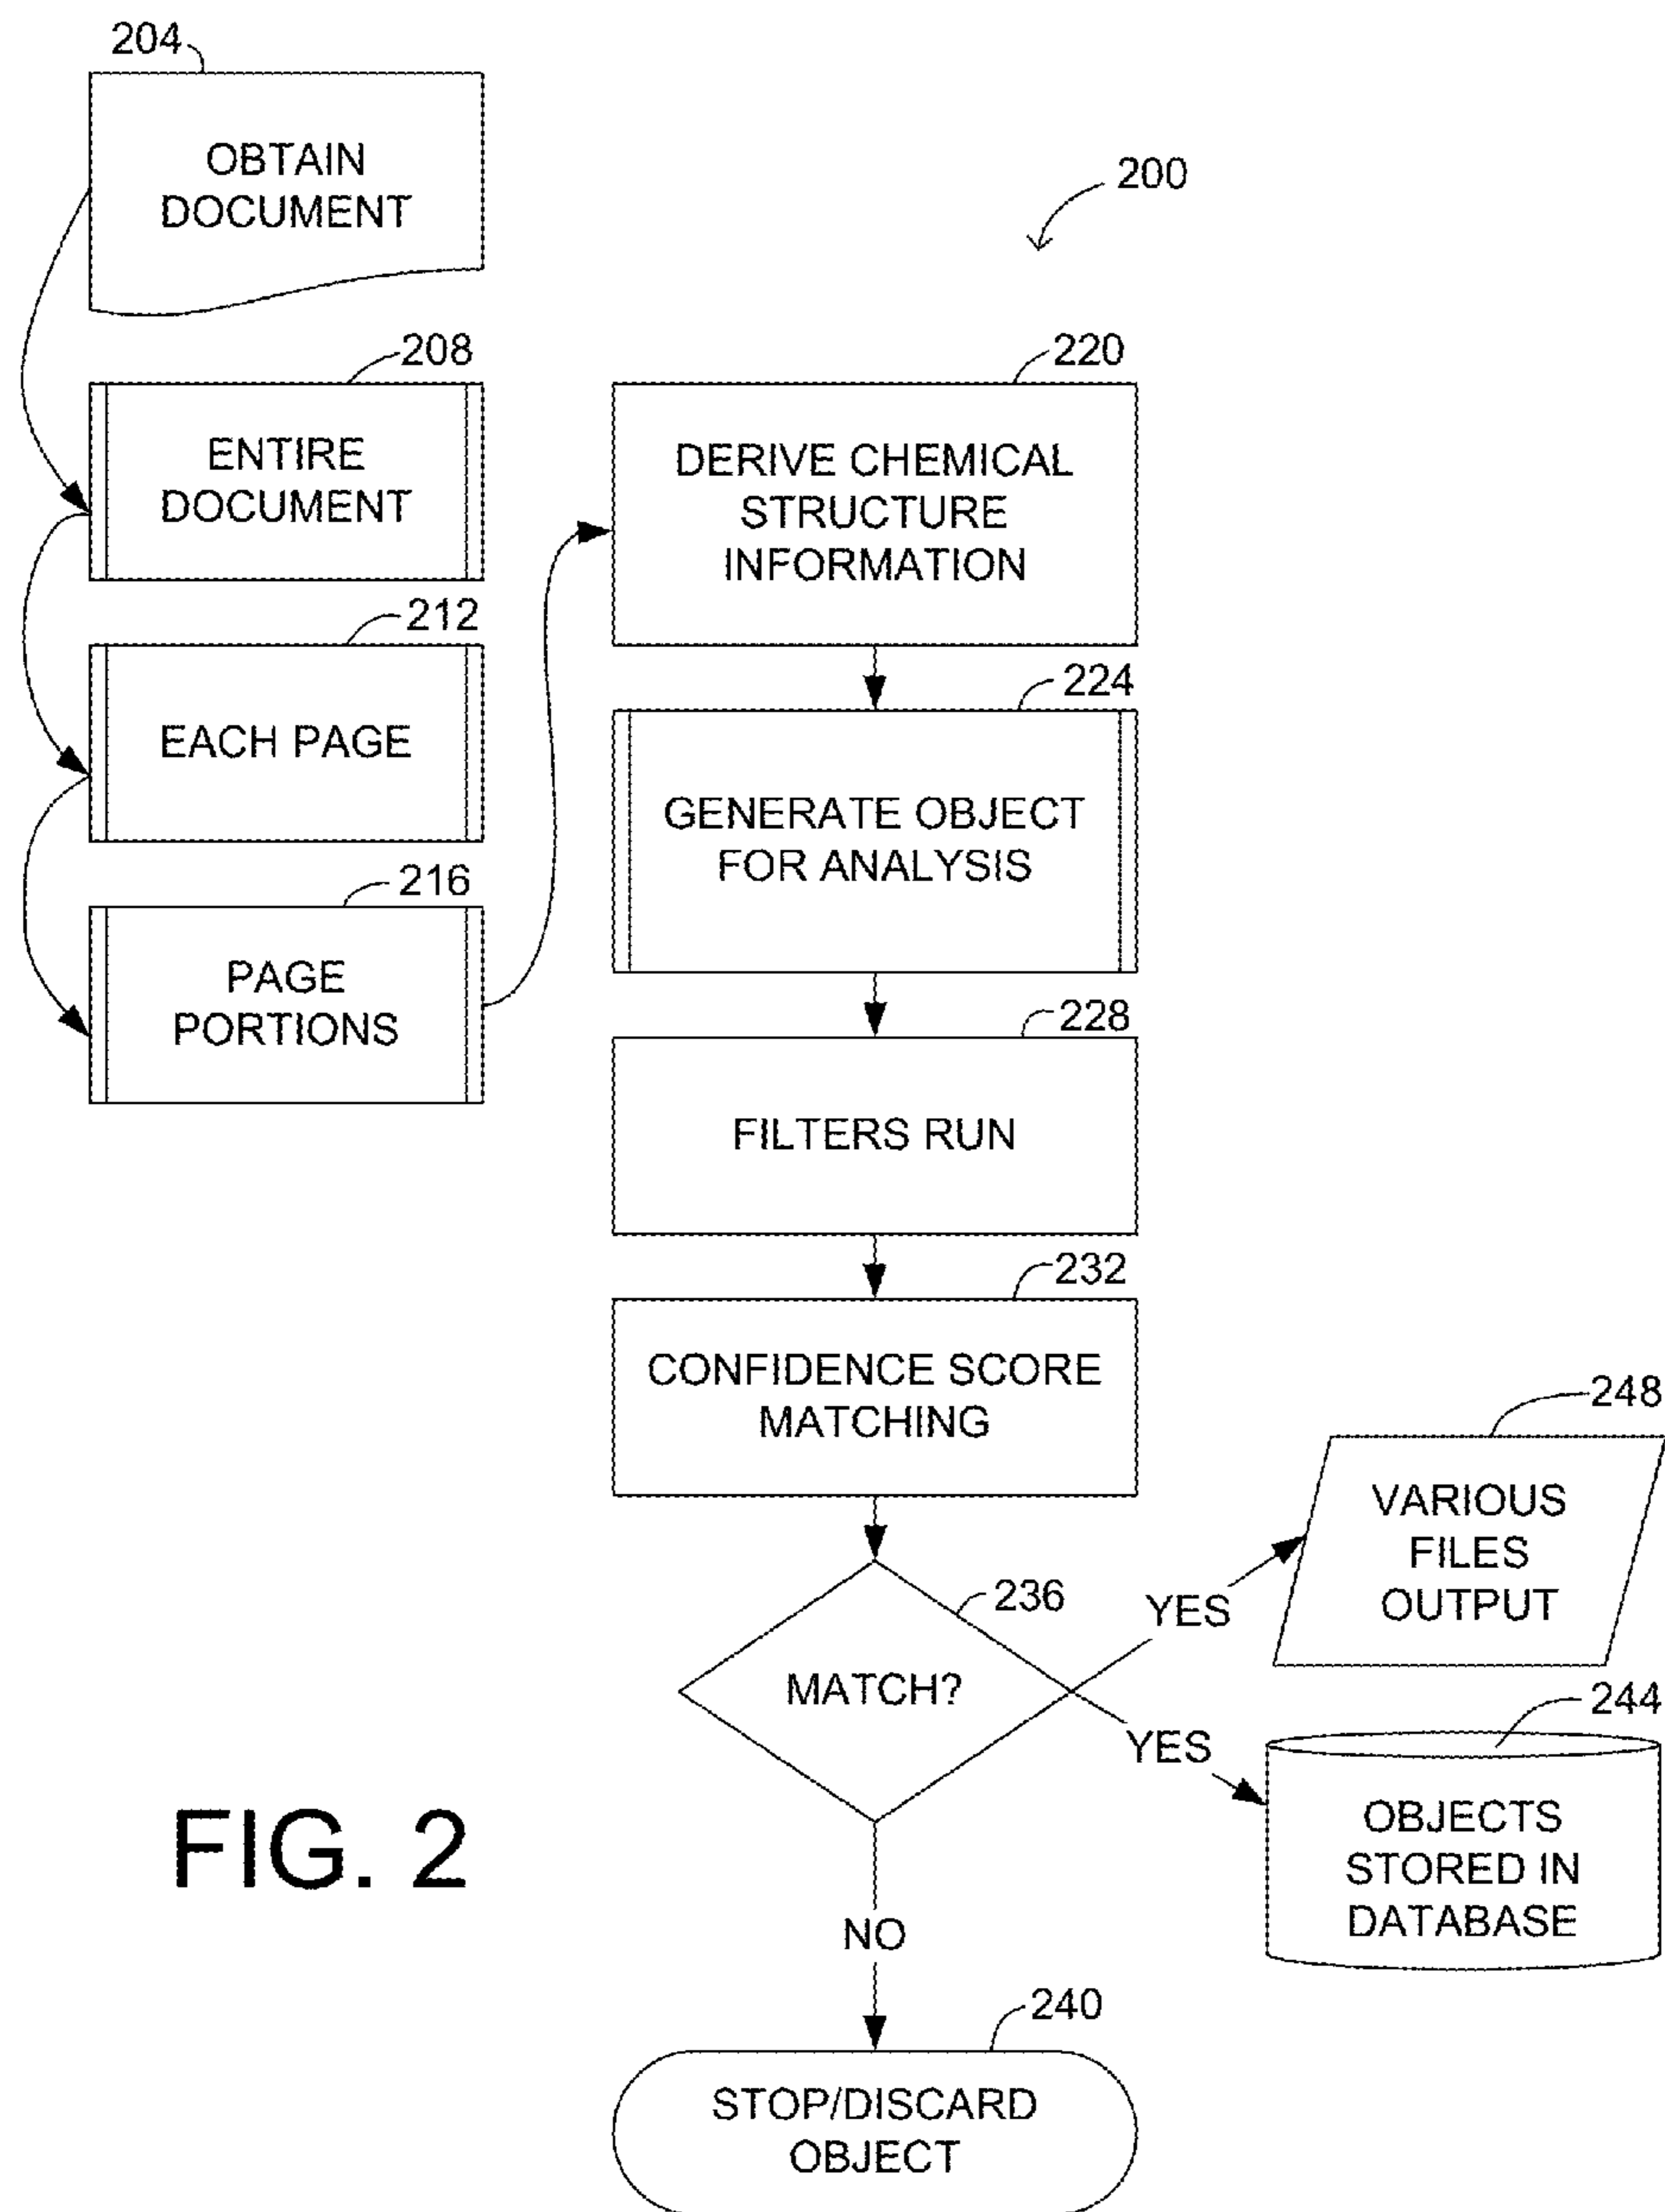 204
OBTAIN
DOCUMENT
200
208
ENTIRE
DOCUMENT
212
EACH PAGE
216
PAGE
PORTIONS
220
DERIVE CHEMICAL
STRUCTURE
INFORMATION
224
GENERATE OBJECT
FOR ANALYSIS
228
FILTERS RUN
232
CONFIDENCE SCORE
MATCHING
236
MATCH?
YES
248
VARIOUS
FILES
OUTPUT
YES
244
OBJECTS
STORED IN
DATABASE
NO
240
STOP/DISCARD
OBJECT
FIG. 2